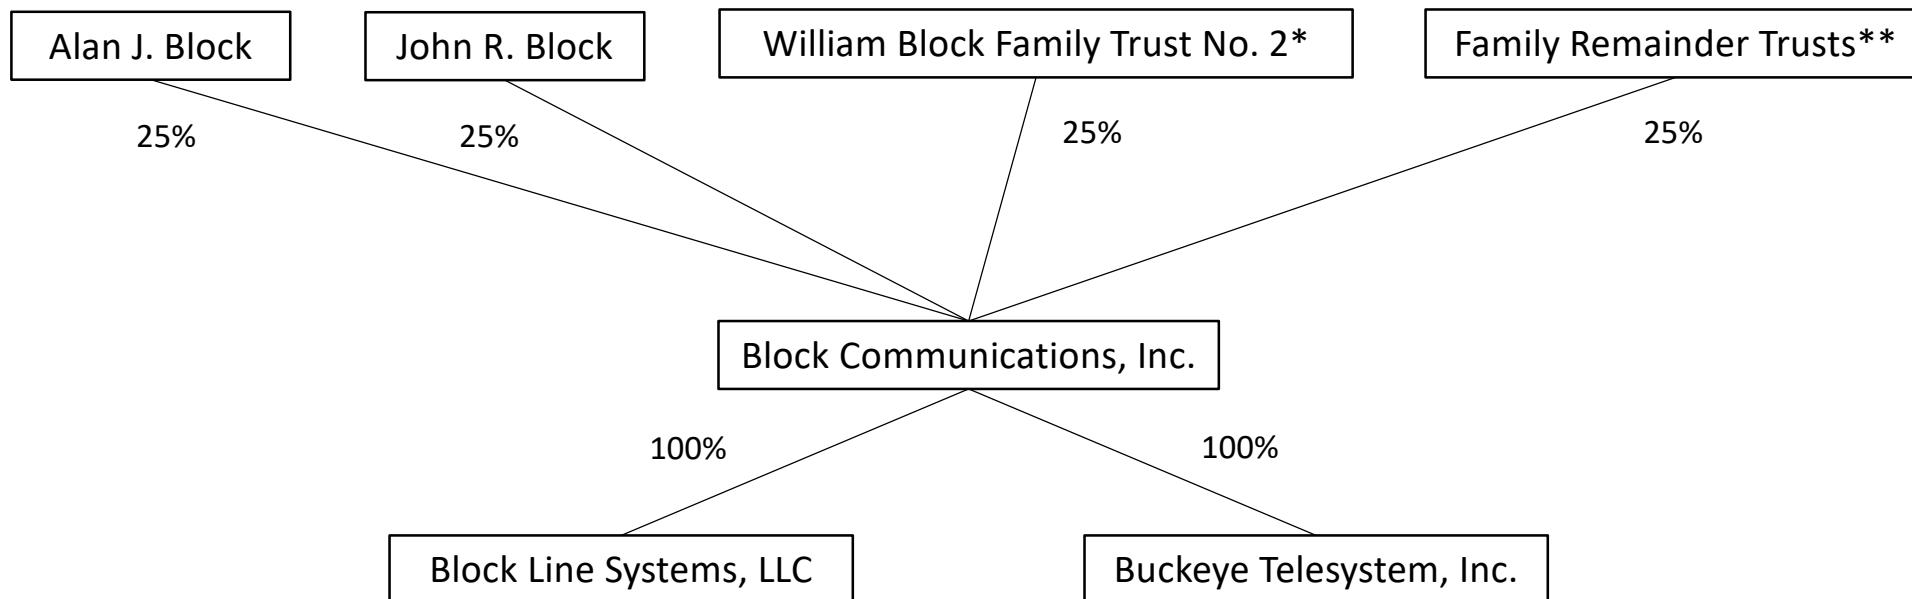 Alan J. Block
John R. Block
William Block Family Trust No. 2*
Family Remainder Trusts**
25%
25%
25%
25%
Block Communications, Inc.
100%
100%
Block Line Systems, LLC
Buckeye Telesystem, Inc.